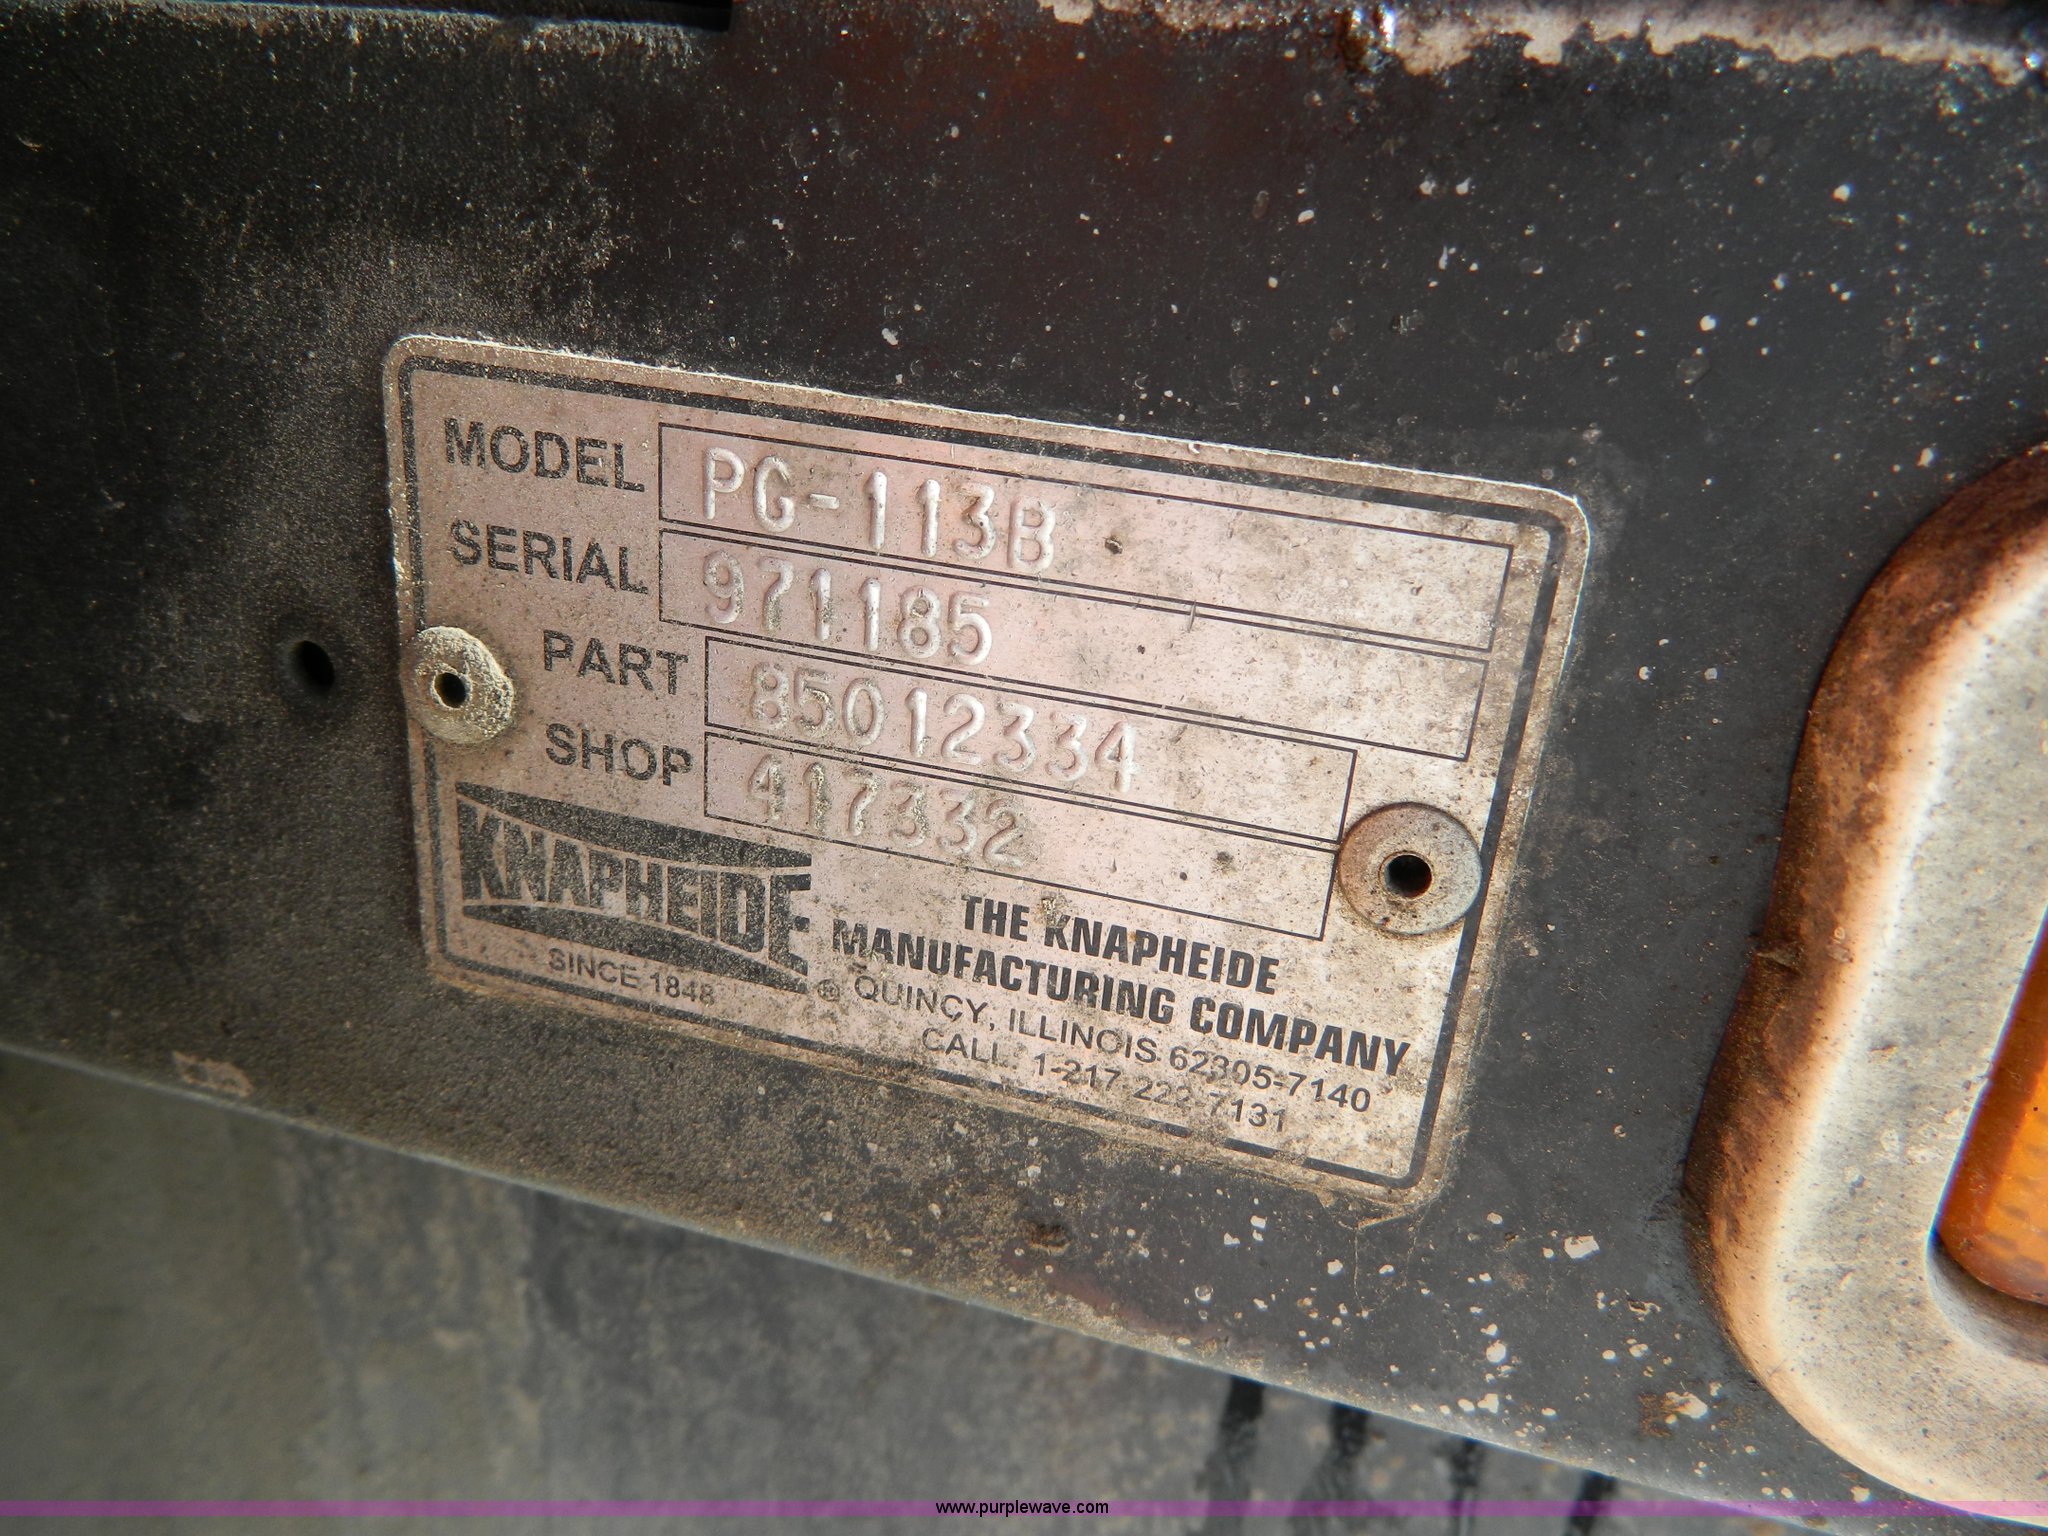 MODEL PG-113B
SERIAL 971185
PART 85012334
SHOP 417332
KNAPHEIDE
SINCE 1848
®
THE KNAPHEIDE
MANUFACTURING COMPANY
QUINCY, ILLINOIS 62305-7140
CALL 1-217 222-7131
www.purplewave.com